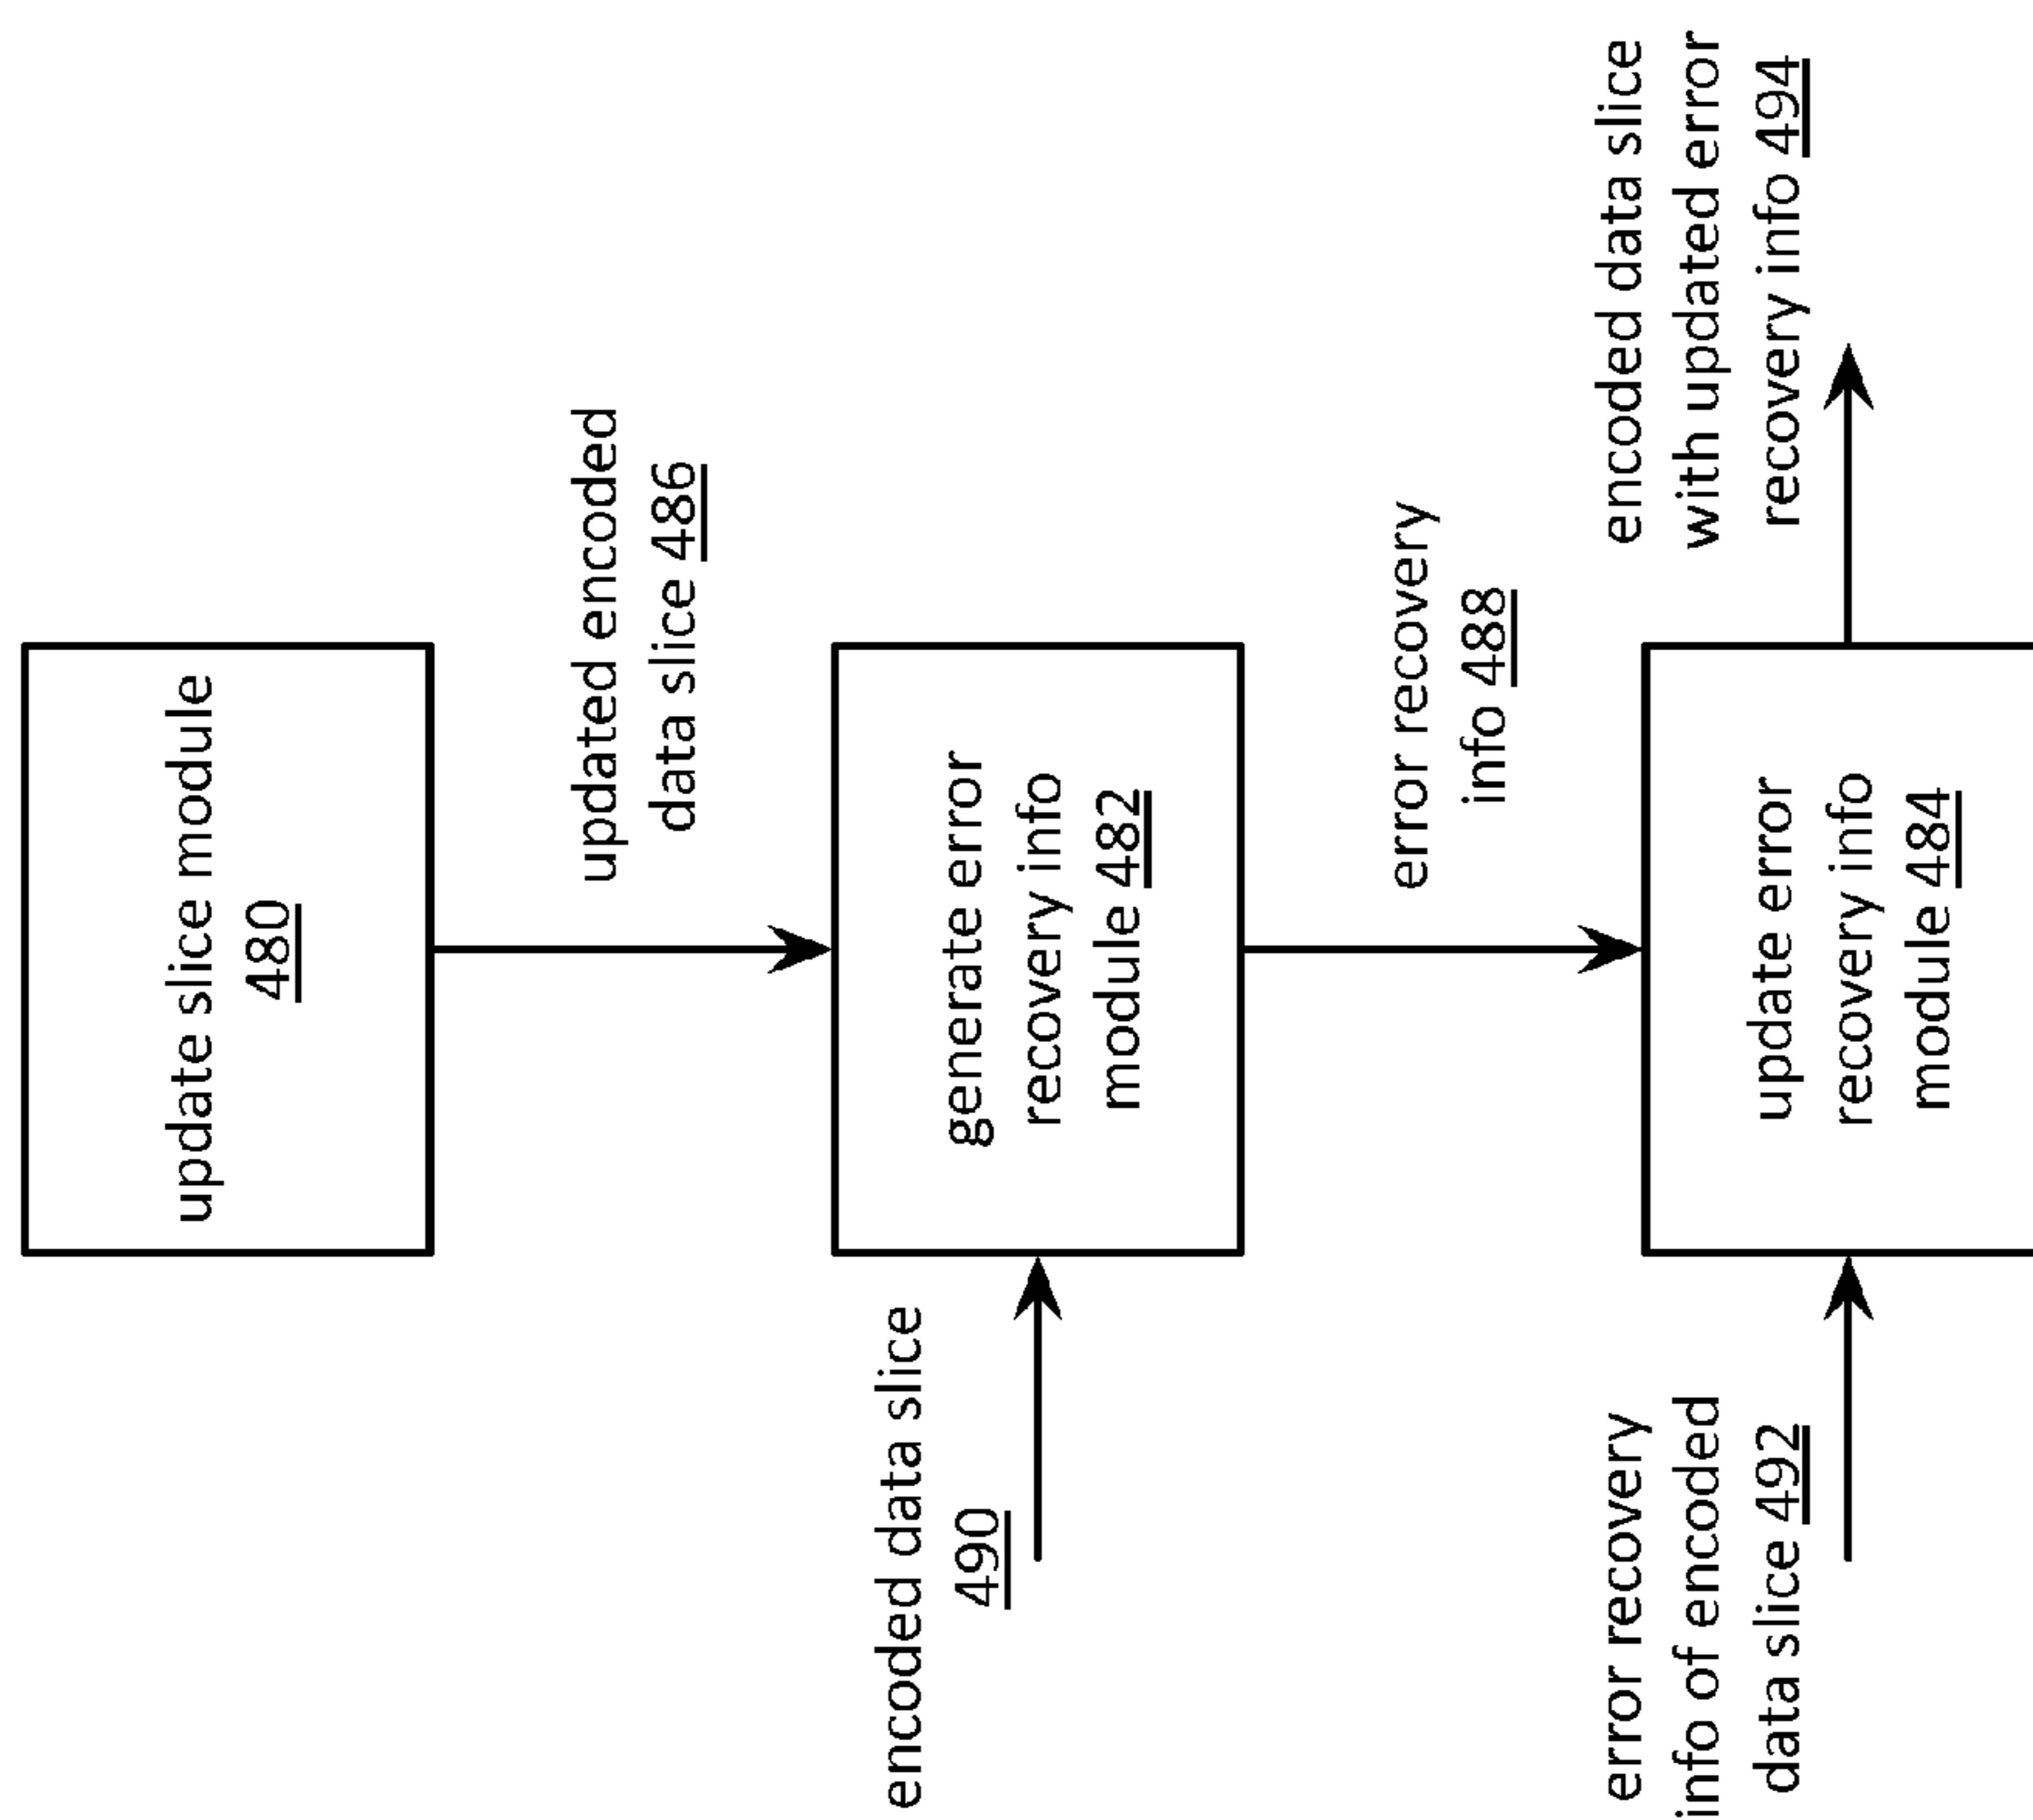 update slice module
480
updated encoded
data slice 486
encoded data slice
490
generate error
recovery info
module 482
error recovery
info 488
error recovery
info of encoded
data slice 492
update error
recovery info
module 484
encoded data slice
with updated error
recovery info 494